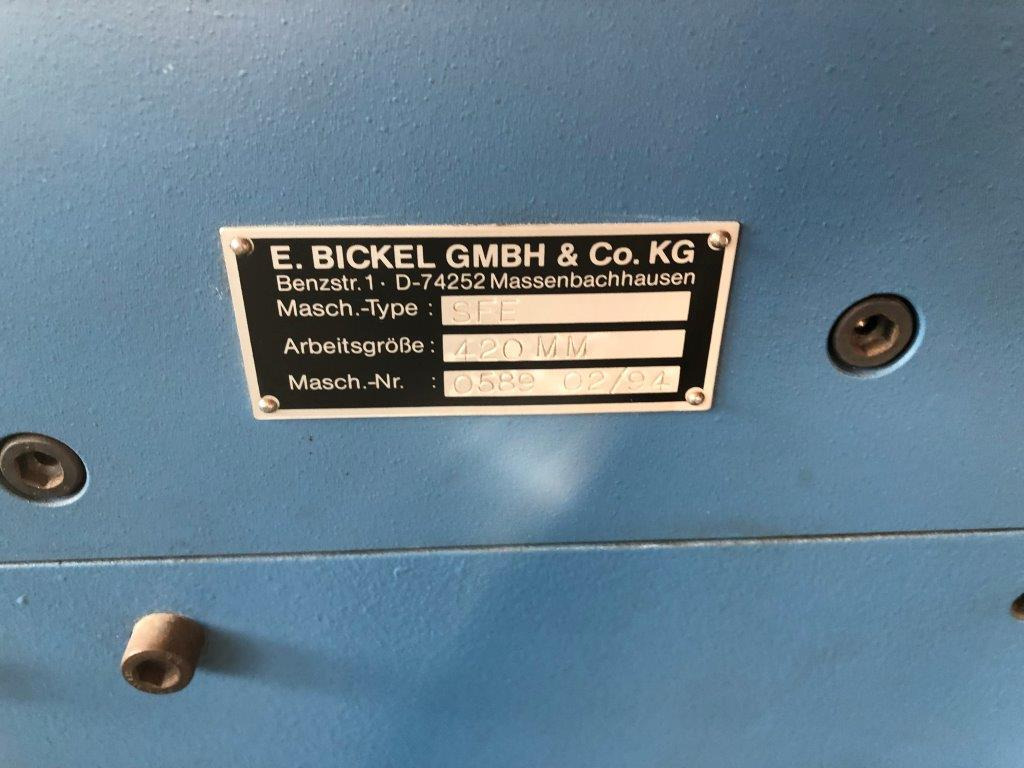 E. BICKEL GMBH & Co. KG
Benzstr. 1 · D-74252 Massenbachhausen
Masch.-Type : SFE
Arbeitsgröße : 420 MM
Masch.-Nr. : 0589 02/94